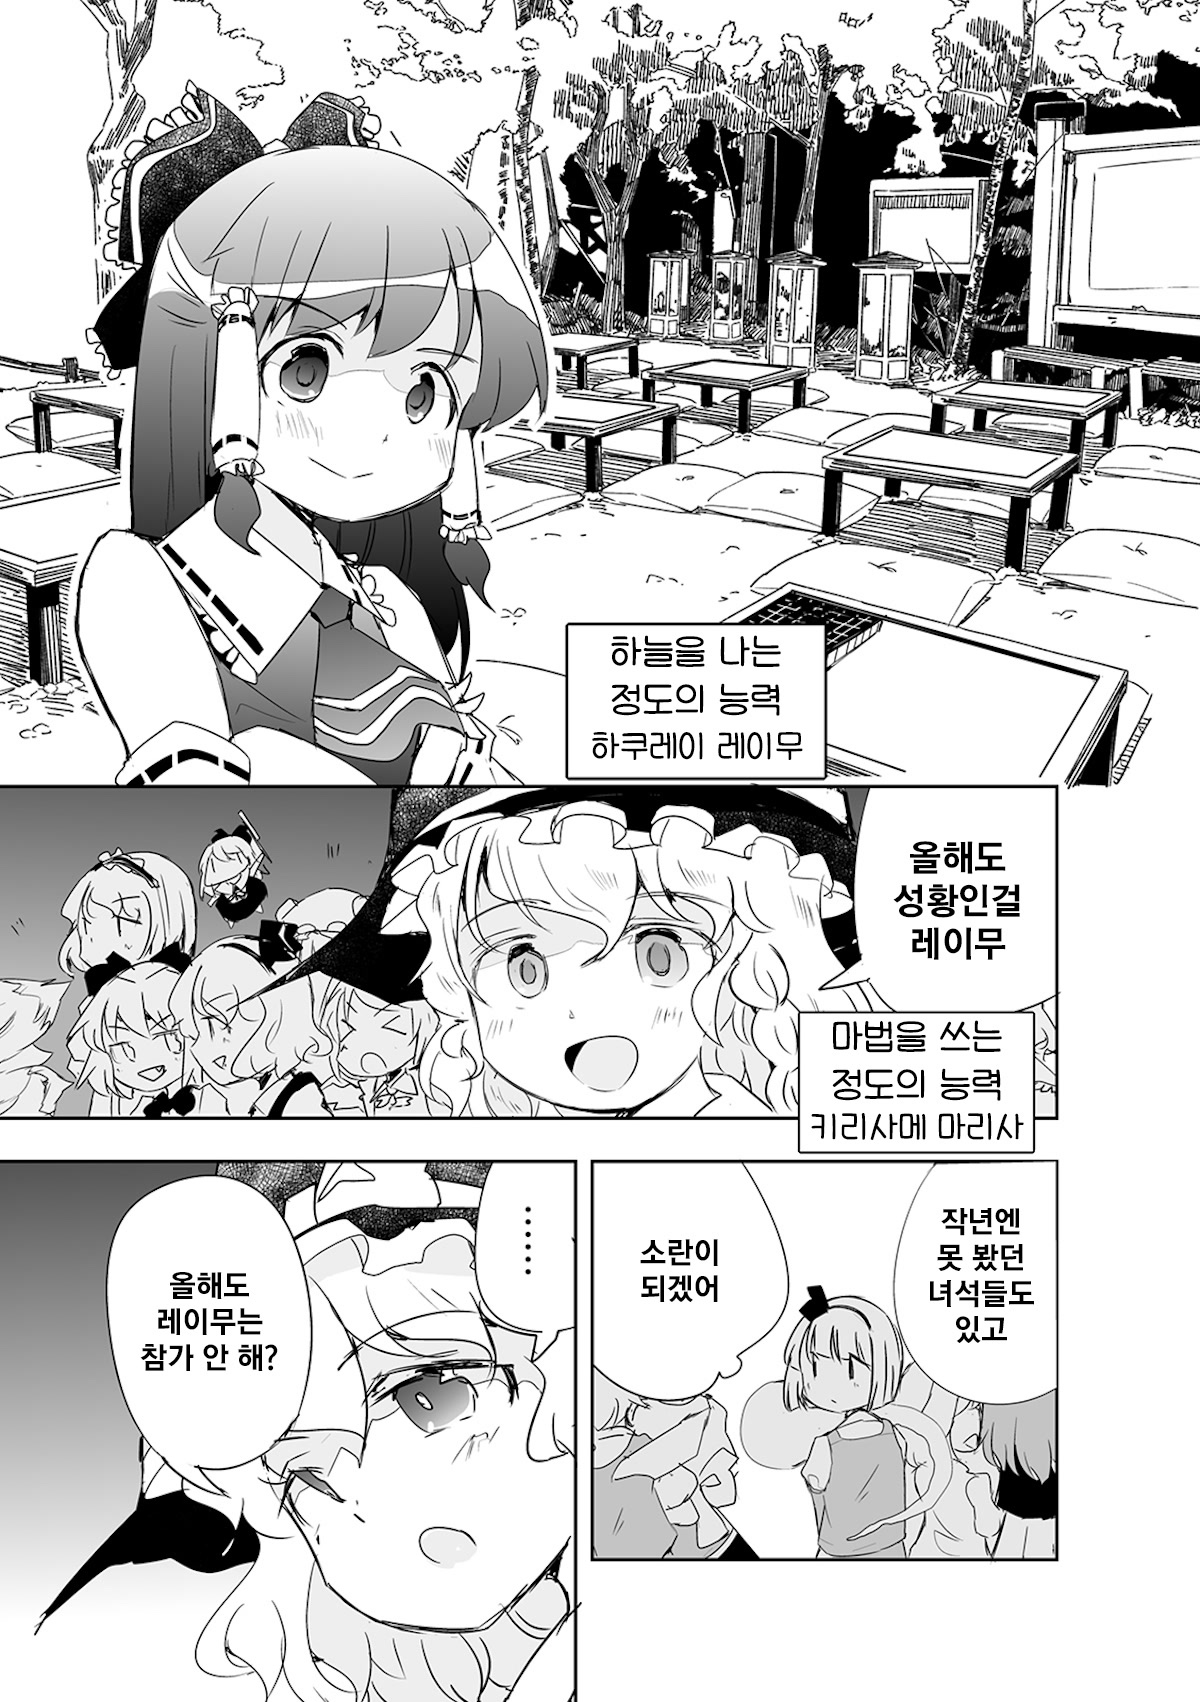 하늘을 나는
정도의 능력
하쿠레이 레이무
올해도
성황인걸
레이무
마법을 쓰는
정도의 능력
키리사메 마리사
작년엔
못 봤던
녀석들도
있고
소란이
되겠어
......
올해도
레이무는
참가 안 해?